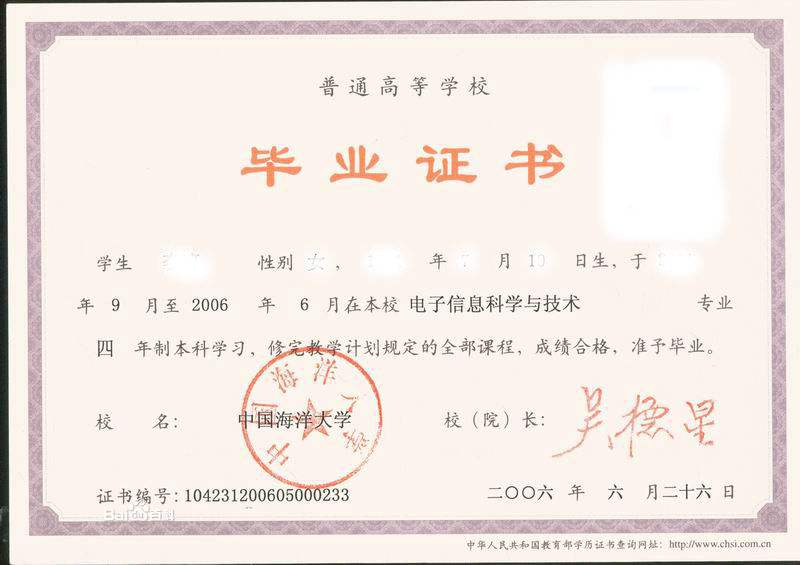 普通高等学校
毕业证书
学生 性别 女， 年 月 10 日生，于
年 9 月至 2006 年 6 月在本校 电子信息科学与技术 专业
四 年制本科学习，修完教学计划规定的全部课程，成绩合格，准予毕业。
中国海洋大学
校 名： 中国海洋大学 校（院）长： 吴德星
证书编号：104231200605000233 二〇〇六 年 六 月二十六日
Baidu百科
中华人民共和国教育部学历证书查询网址：http://www.chsi.com.cn